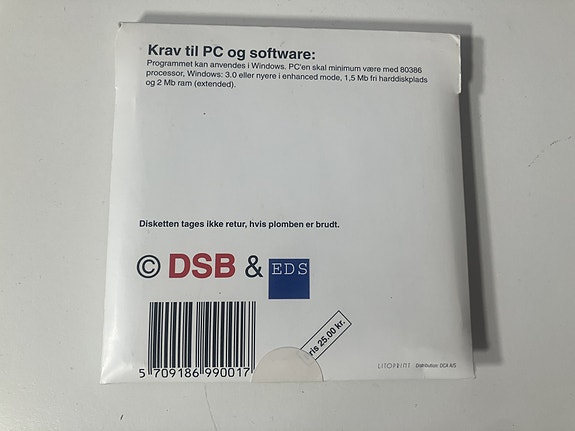 Krav til PC og software:
Programmet kan anvendes i Windows. PC'en skal minimum være med 80386
processor, Windows: 3.0 eller nyere i enhanced mode, 1,5 Mb fri harddiskplads
og 2 Mb ram (extended).
Disketten tages ikke retur, hvis plomben er brudt.
© DSB & EDS
ris 25.00 kr.
5 709186 990017
LITOPRINT Distribution: DCA A/S